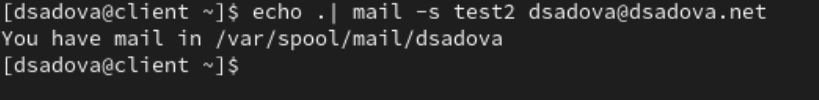 [dsadova@client ~]$ echo .| mail -s test2 dsadova@dsadova.net
You have mail in /var/spool/mail/dsadova
[dsadova@client ~]$